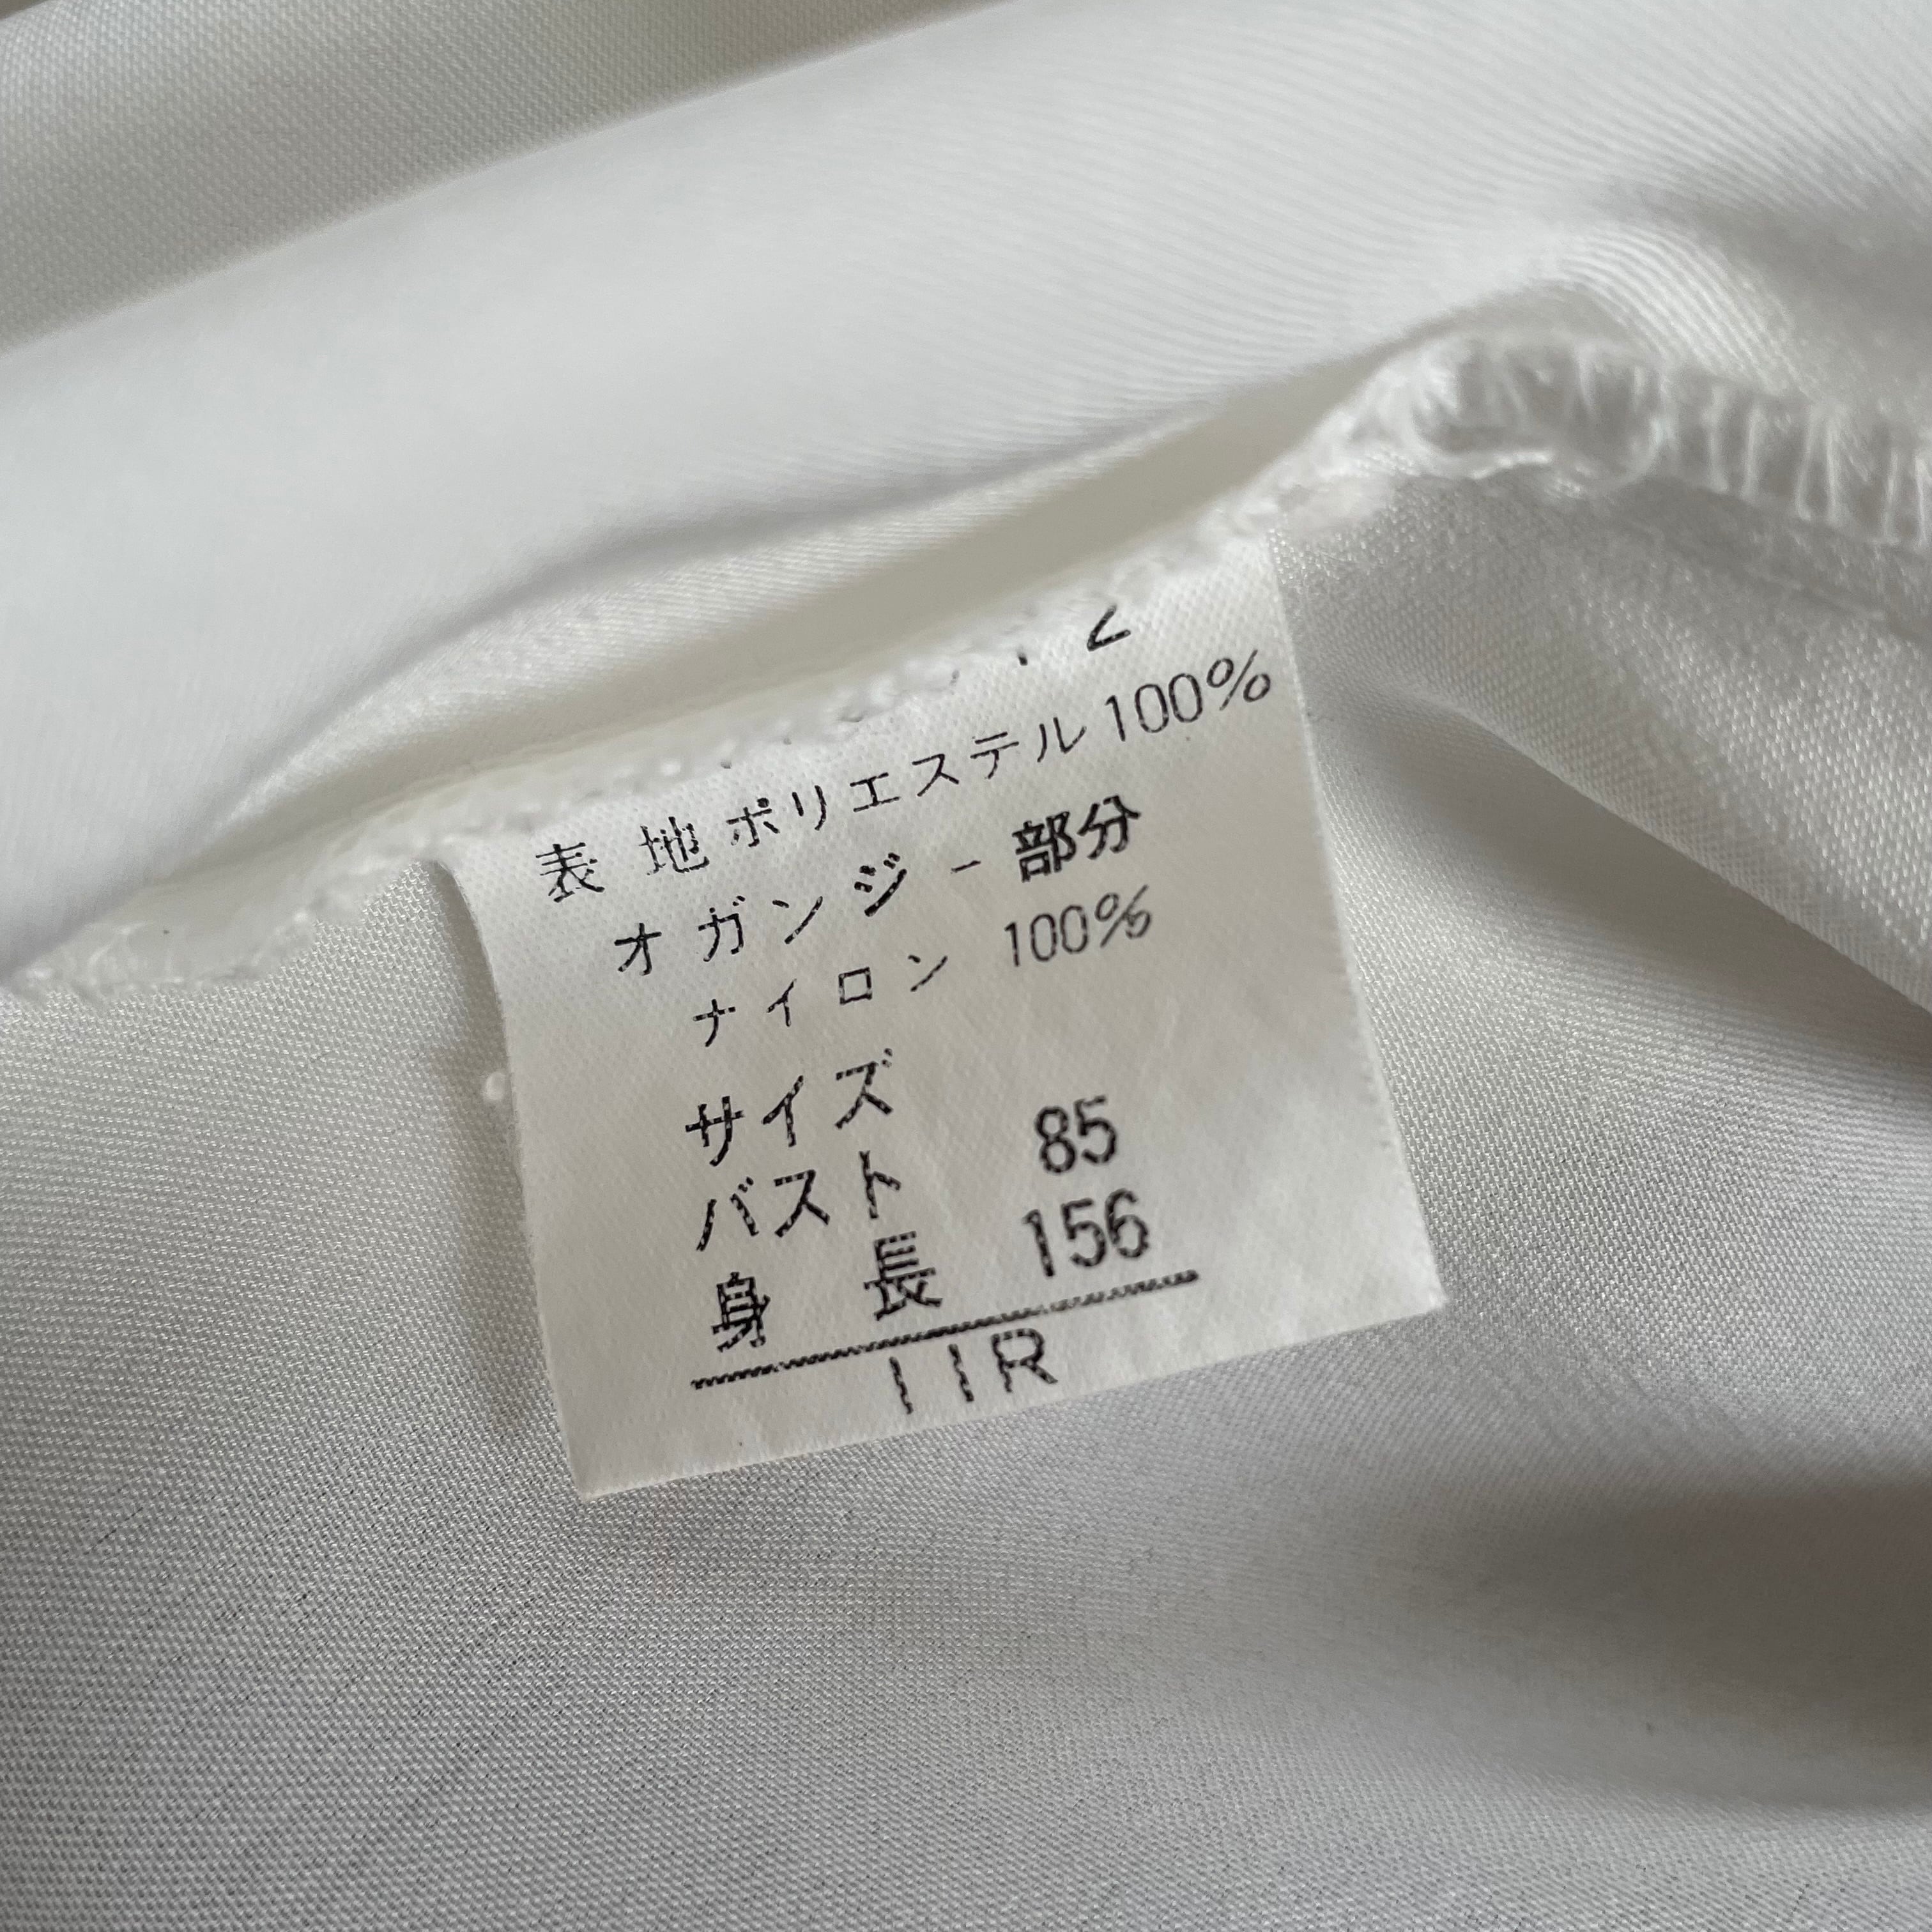 表地ポリエステル100%
オガンジー部分
ナイロン 100%
サイズ
バスト 85
身長 156
11R